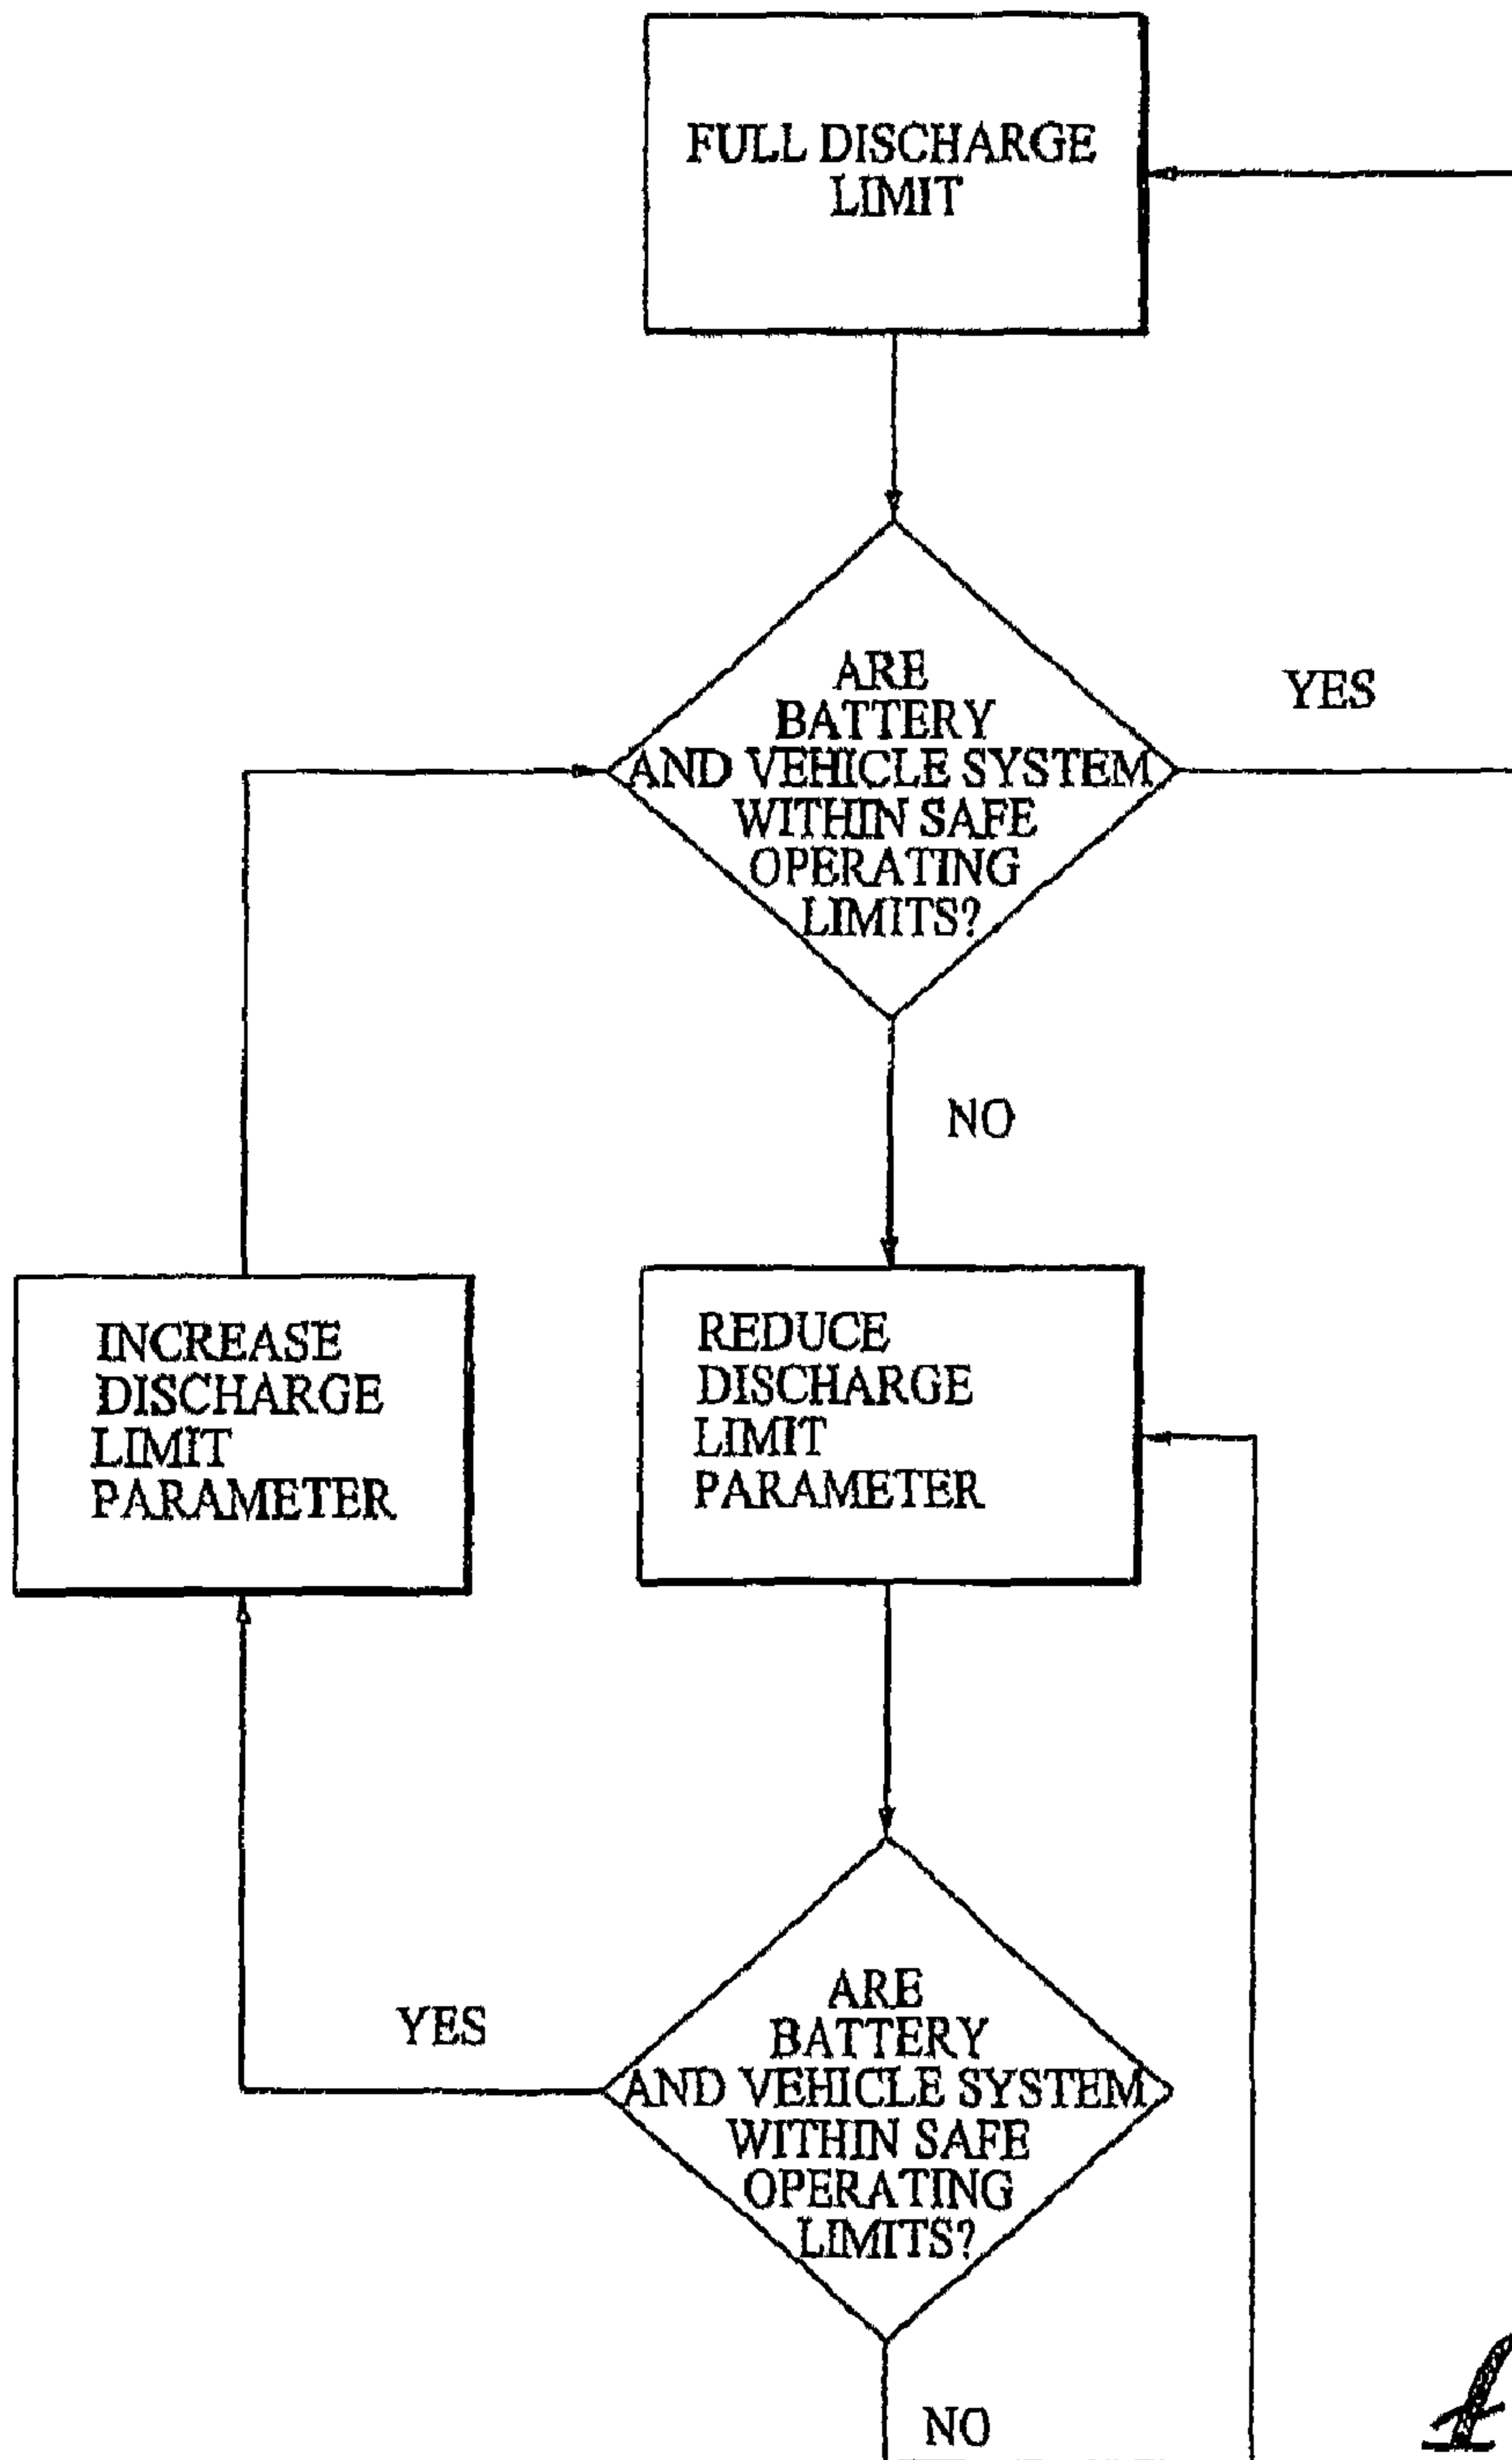 FULL DISCHARGE
LIMIT
ARE
BATTERY
AND VEHICLE SYSTEM
WITHIN SAFE
OPERATING
LIMITS?
YES
NO
INCREASE
DISCHARGE
LIMIT
PARAMETER
REDUCE
DISCHARGE
LIMIT
PARAMETER
YES
ARE
BATTERY
AND VEHICLE SYSTEM
WITHIN SAFE
OPERATING
LIMITS?
NO